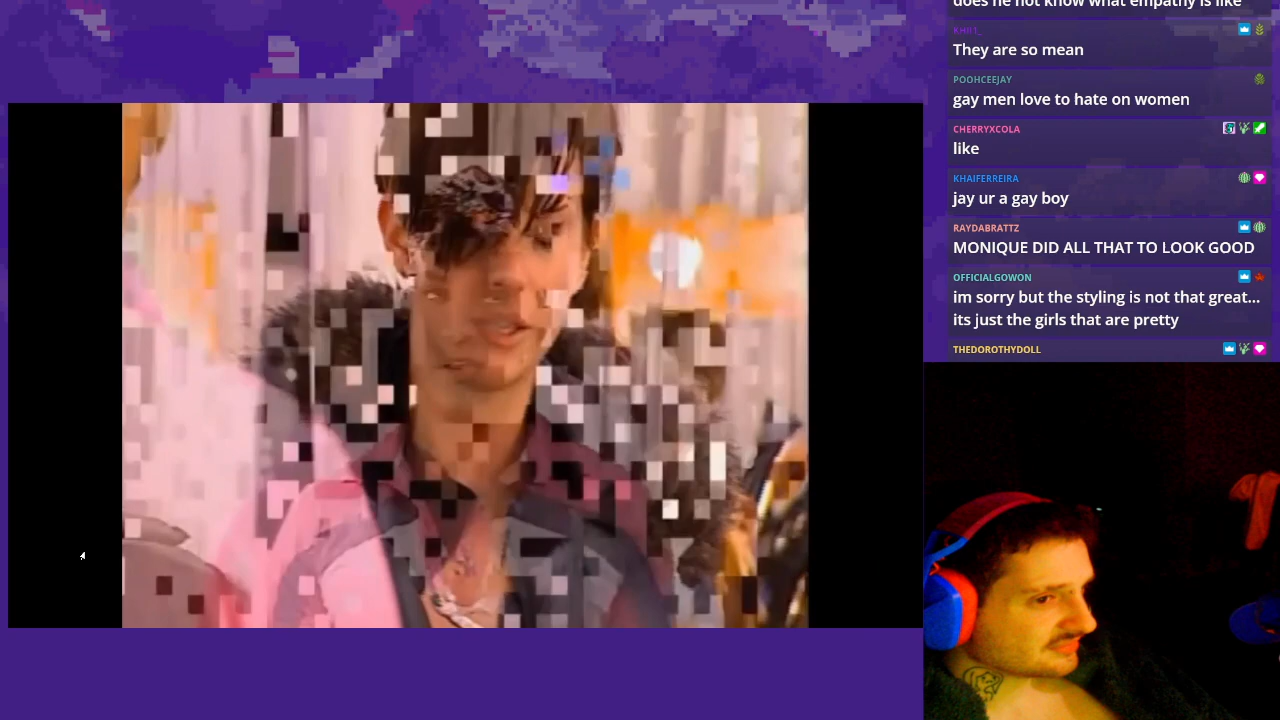 does he not know what empathy is like
KHI1_
They are so mean
POOHCEEJAY
gay men love to hate on women
CHERRYXCOLA
like
KHAIFERREIRA
jay ur a gay boy
RAYDABRATTZ
MONIQUE DID ALL THAT TO LOOK GOOD
OFFICIALGOWON
im sorry but the styling is not that great...
its just the girls that are pretty
THEDOROTHYDOLL